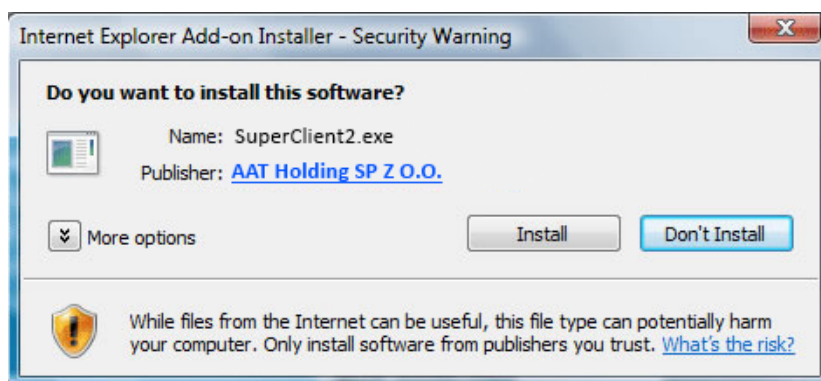 Internet Explorer Add-on Installer - Security Warning
Do you want to install this software?
Name: SuperClient2.exe
Publisher: AAT Holding SP Z O.O.
More options
Install
Don't Install
While files from the Internet can be useful, this file type can potentially harm
your computer. Only install software from publishers you trust. What's the risk?